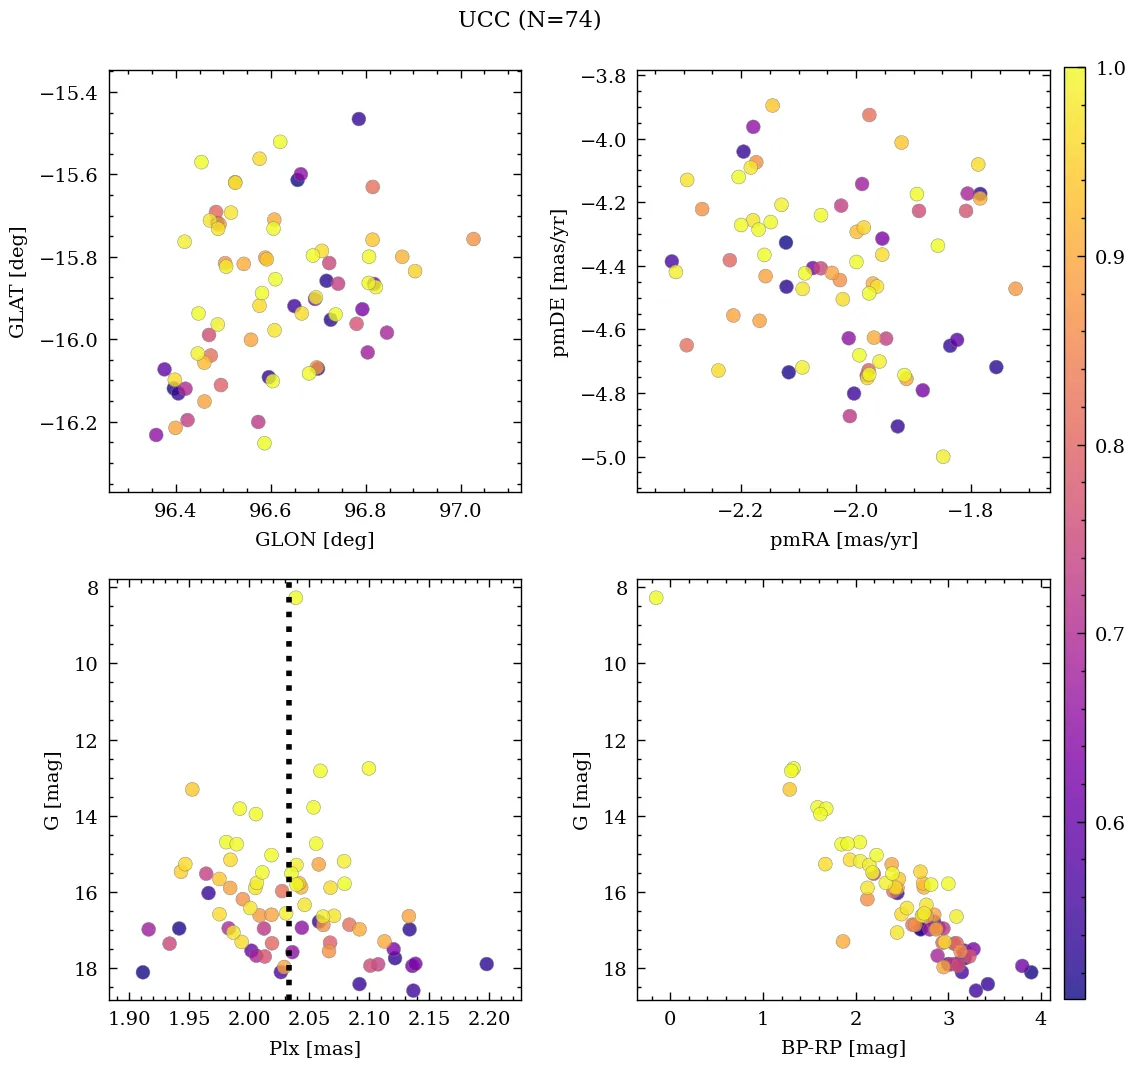 UCC (N=74)
−15.4
−15.6
−15.8
−16.0
−16.2
GLAT [deg]
96.4 96.6 96.8 97.0
GLON [deg]
−3.8
−4.0
−4.2
−4.4
−4.6
−4.8
−5.0
pmDE [mas/yr]
−2.2 −2.0 −1.8
pmRA [mas/yr]
8
10
12
14
16
18
G [mag]
1.90 1.95 2.00 2.05 2.10 2.15 2.20
Plx [mas]
8
10
12
14
16
18
G [mag]
0 1 2 3 4
BP-RP [mag]
1.0
0.9
0.8
0.7
0.6